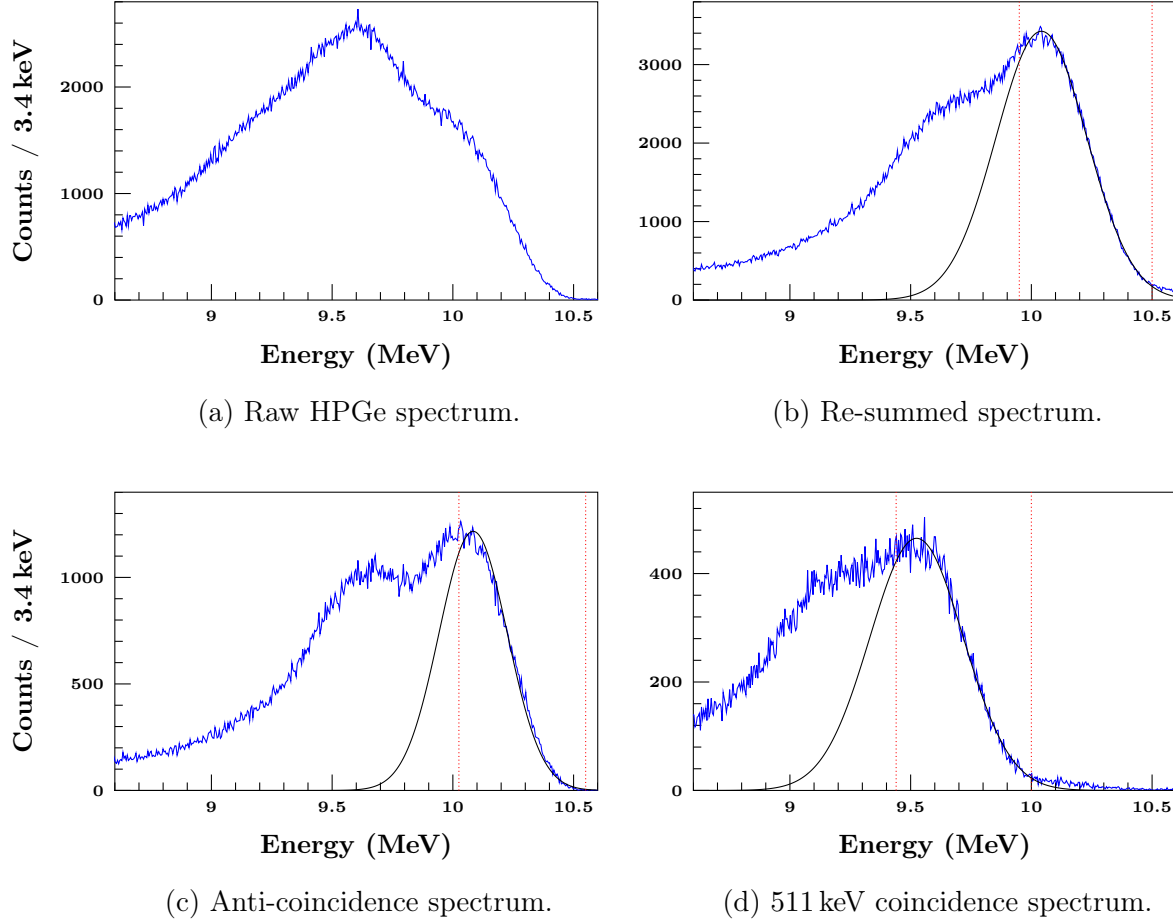 Counts / 3.4 keV
2000
1000
0
9
9.5
10
10.5
Energy (MeV)
(a) Raw HPGe spectrum.
3000
2000
1000
0
9
9.5
10
10.5
Energy (MeV)
(b) Re-summed spectrum.
Counts / 3.4 keV
1000
500
0
9
9.5
10
10.5
Energy (MeV)
(c) Anti-coincidence spectrum.
400
200
0
9
9.5
10
10.5
Energy (MeV)
(d) 511 keV coincidence spectrum.